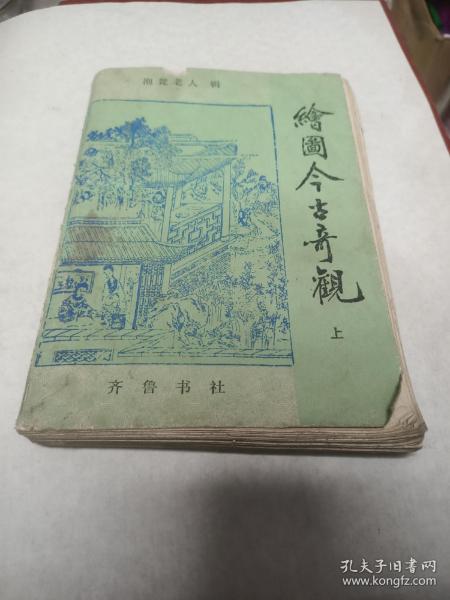 抱瓮老人 辑
繪圖今古奇觀
上
齐鲁书社
孔夫子旧书网
www.kongfz.com